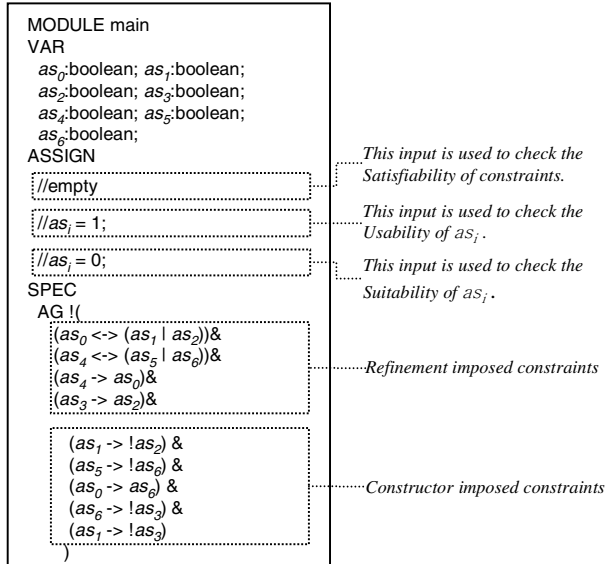 MODULE main
VAR
as₀:boolean; as₁:boolean;
as₂:boolean; as₃:boolean;
as₄:boolean; as₅:boolean;
as₆:boolean;
ASSIGN
//empty
This input is used to check the
Satisfiability of constraints.
//asᵢ = 1;
This input is used to check the
Usability of asᵢ.
//asᵢ = 0;
This input is used to check the
Suitability of asᵢ.
SPEC
AG !(
(as₀ <-> (as₁ | as₂))&
(as₄ <-> (as₅ | as₆))&
(as₄ -> as₀)&
(as₃ -> as₂)&
Refinement imposed constraints
(as₁ -> !as₂) &
(as₅ -> !as₆) &
(as₀ -> as₆) &
(as₆ -> !as₃) &
(as₁ -> !as₃)
Constructor imposed constraints
)